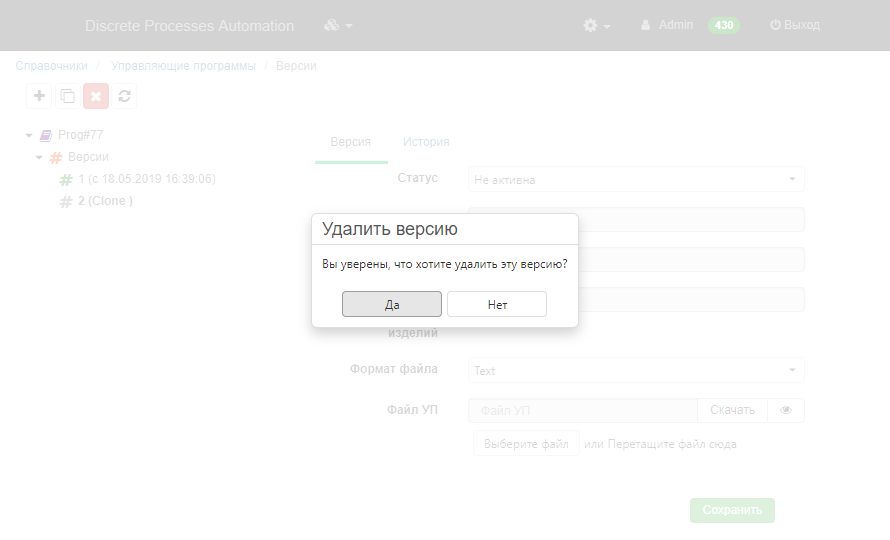 Discrete Processes Automation
Admin 430 Выход
Справочники / Управляющие программы / Версии
Prog#77
Версии
1 (с 18.05.2019 16:39:06)
2 (Clone )
Версия История
Статус Не активна
Удалить версию
Вы уверены, что хотите удалить эту версию?
Да Нет
изделий
Формат файла Text
Файл УП Файл УП Скачать
Выберите файл или Перетащите файл сюда
Сохранить